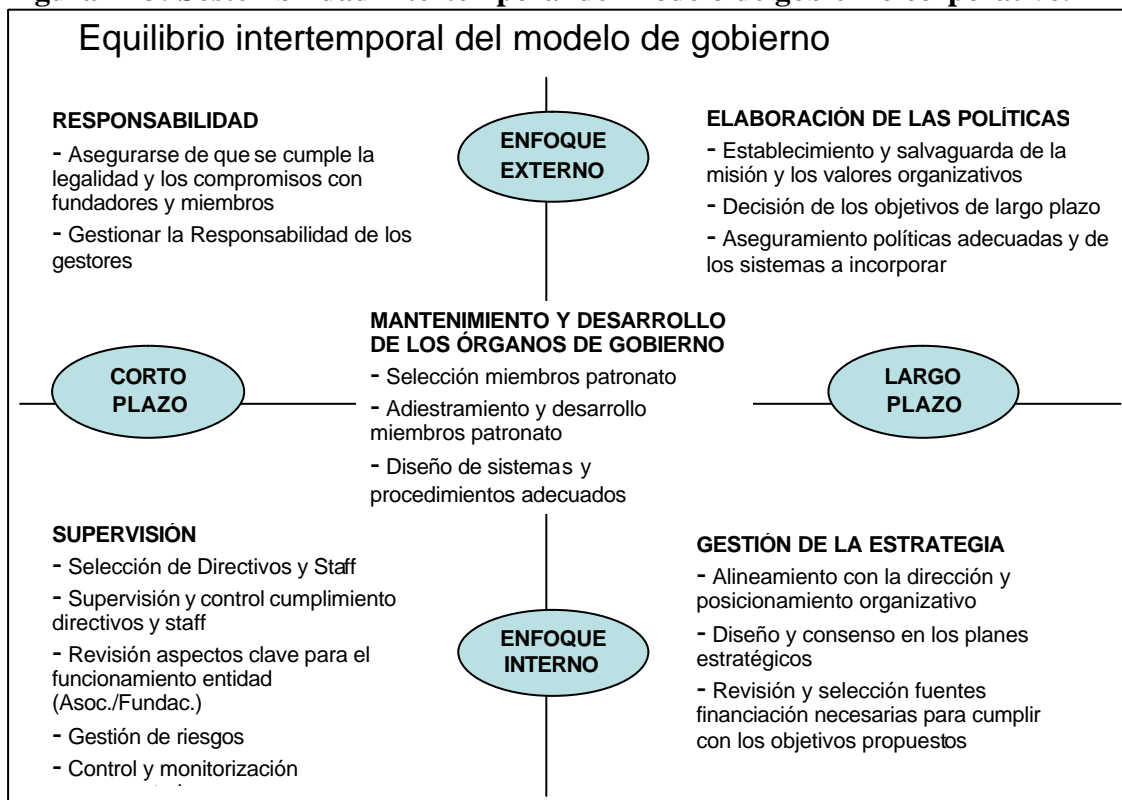 Equilibrio intertemporal del modelo de gobierno
RESPONSABILIDAD
- Asegurarse de que se cumple la
legalidad y los compromisos con
fundadores y miembros
- Gestionar la Responsabilidad de los
gestores
ENFOQUE
EXTERNO
ELABORACIÓN DE LAS POLÍTICAS
- Establecimiento y salvaguarda de la
misión y los valores organizativos
- Decisión de los objetivos de largo plazo
- Aseguramiento políticas adecuadas y de
los sistemas a incorporar
CORTO
PLAZO
MANTENIMIENTO Y DESARROLLO
DE LOS ÓRGANOS DE GOBIERNO
- Selección miembros patronato
- Adiestramiento y desarrollo
miembros patronato
- Diseño de sistemas y
procedimientos adecuados
LARGO
PLAZO
SUPERVISIÓN
- Selección de Directivos y Staff
- Supervisión y control cumplimiento
directivos y staff
- Revisión aspectos clave para el
funcionamiento entidad
(Asoc./Fundac.)
- Gestión de riesgos
- Control y monitorización
ENFOQUE
INTERNO
GESTIÓN DE LA ESTRATEGIA
- Alineamiento con la dirección y
posicionamiento organizativo
- Diseño y consenso en los planes
estratégicos
- Revisión y selección fuentes
financiación necesarias para cumplir
con los objetivos propuestos